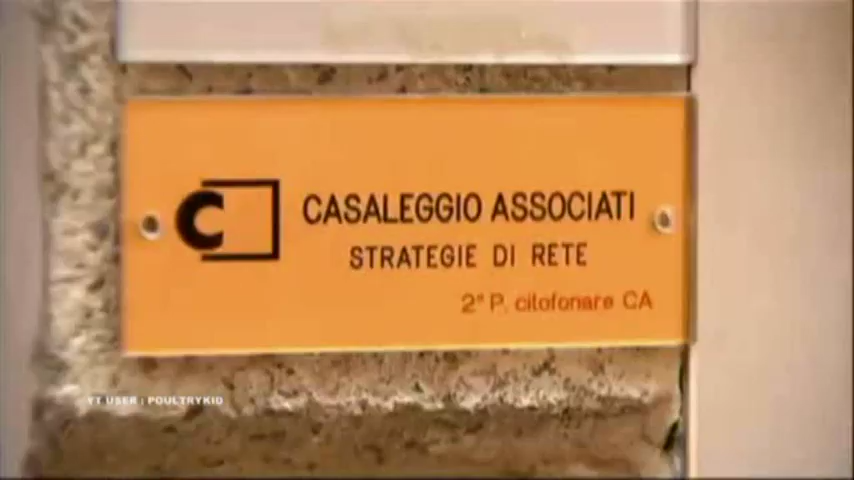 C
CASALEGGIO ASSOCIATI
STRATEGIE DI RETE
2° P. citofonare CA
YT USER : POULTRYKID